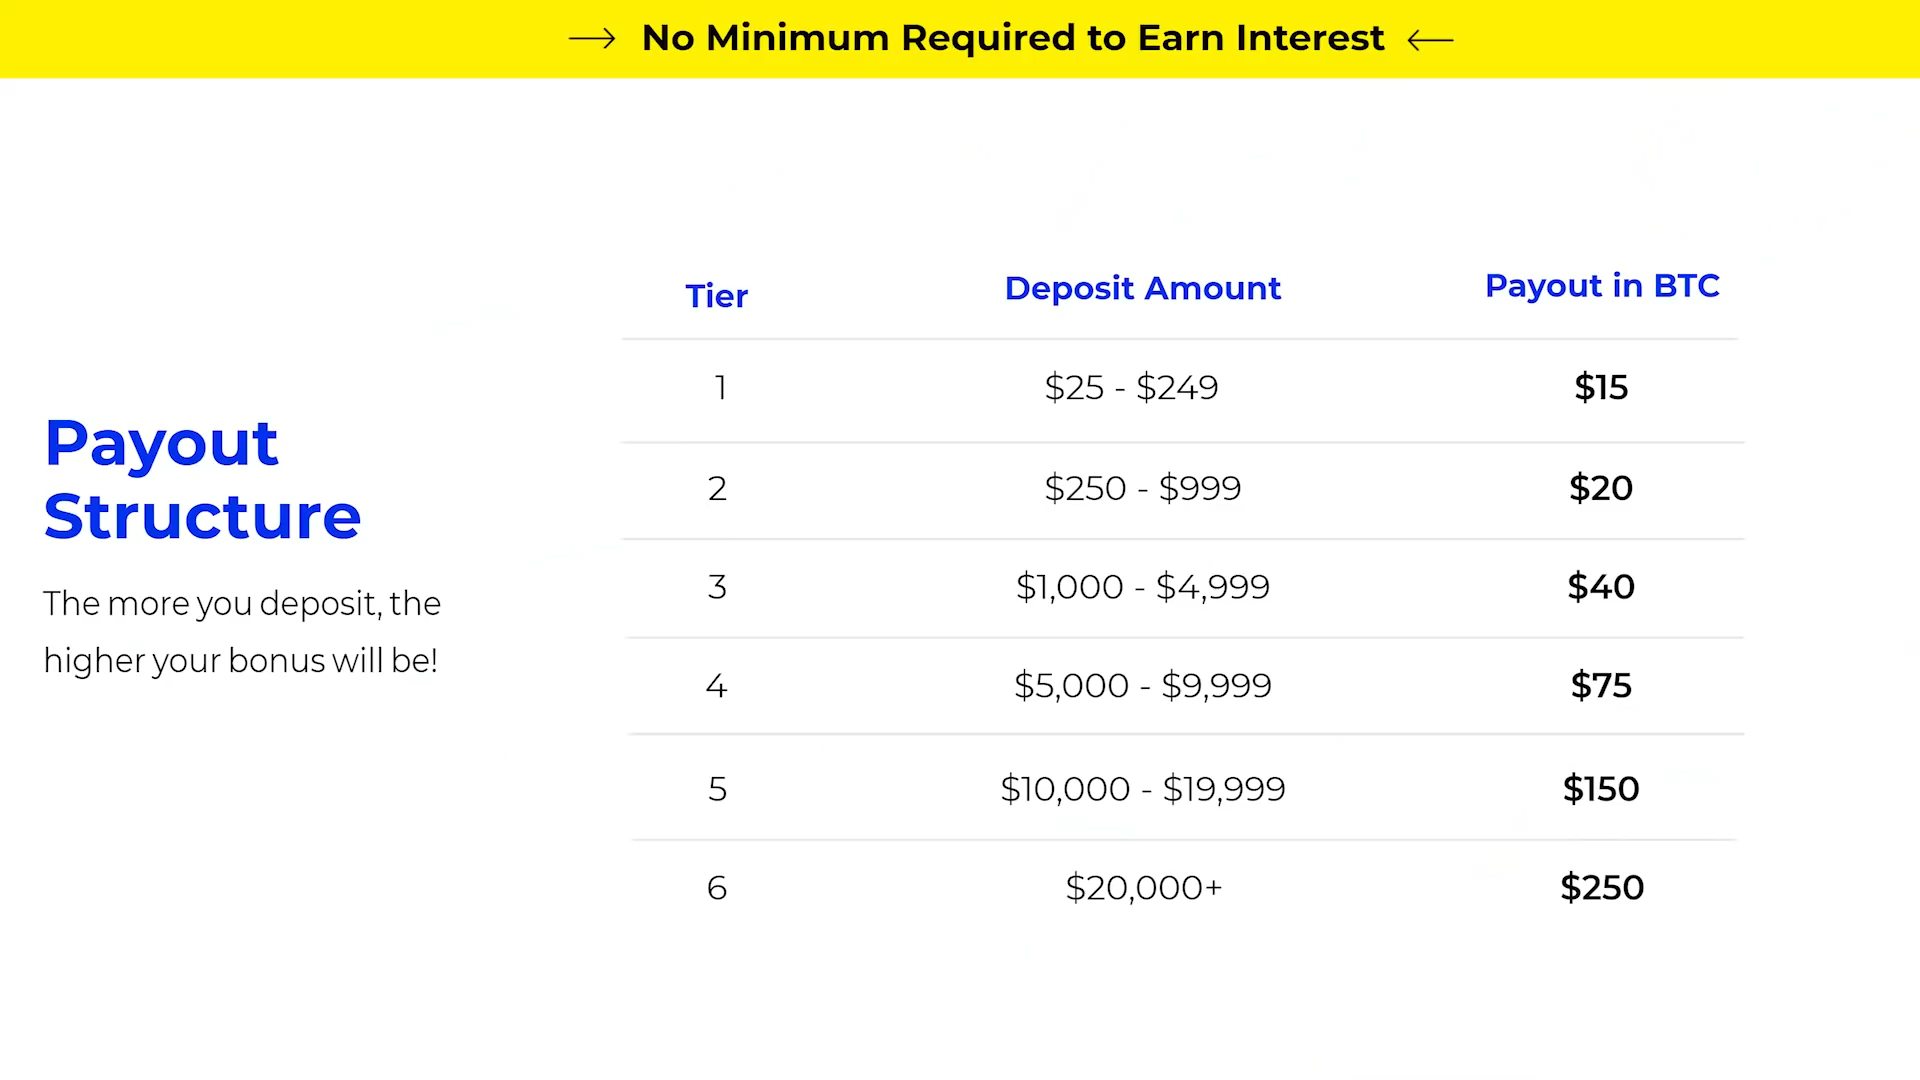 → No Minimum Required to Earn Interest ←
Payout
Structure
The more you deposit, the
higher your bonus will be!
Tier Deposit Amount Payout in BTC
1 $25 - $249 $15
2 $250 - $999 $20
3 $1,000 - $4,999 $40
4 $5,000 - $9,999 $75
5 $10,000 - $19,999 $150
6 $20,000+ $250